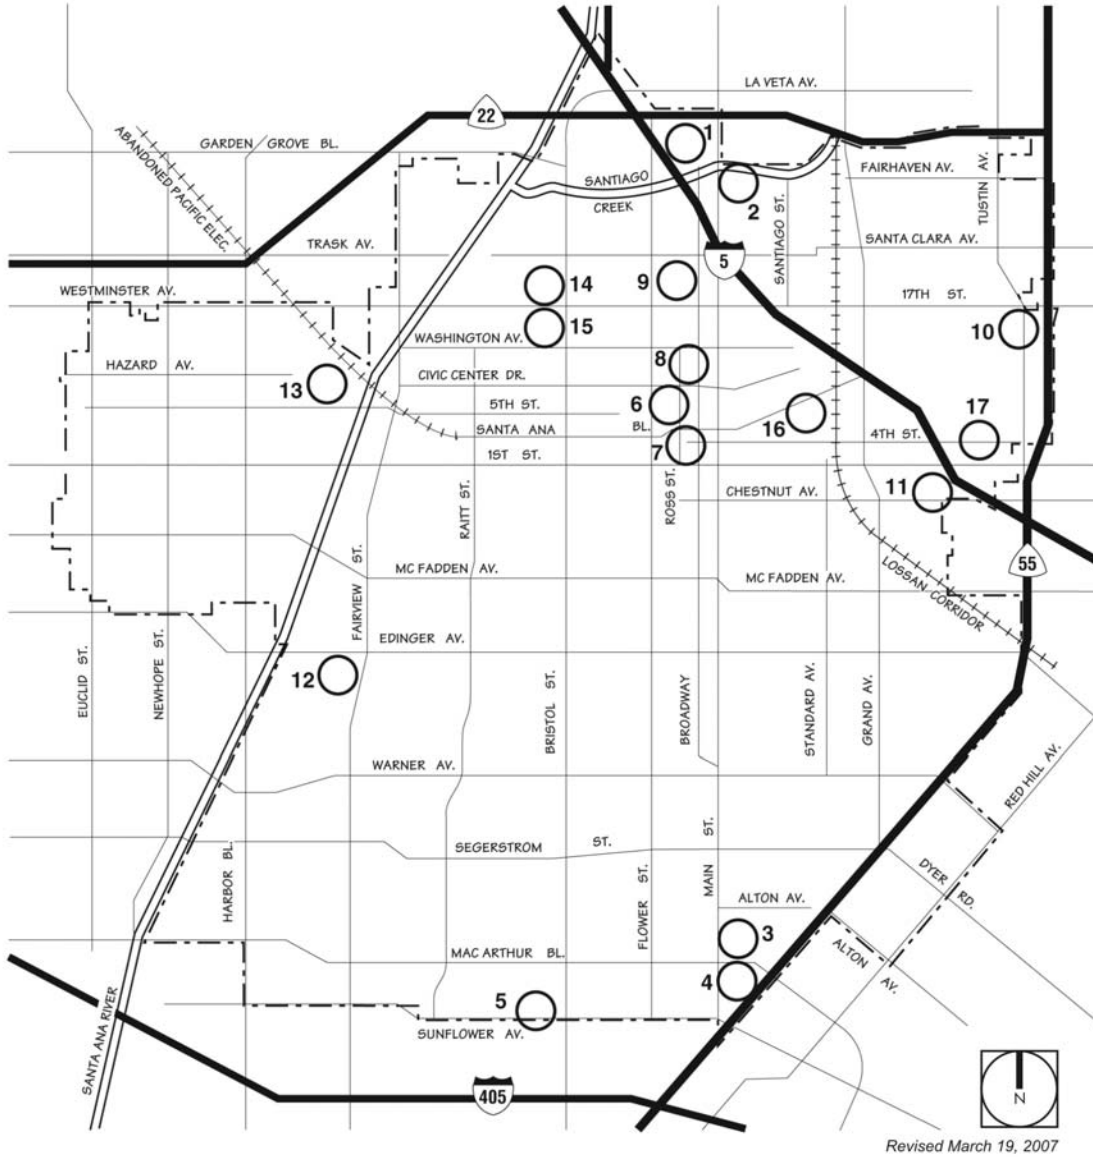 LA VETA AV.
22
1
GARDEN GROVE BL.
ABANDONED PACIFIC ELEC.
SANTIAGO
CREEK
2
FAIRHAVEN AV.
TUSTIN AV.
SANTIAGO ST.
TRASK AV.
5
SANTA CLARA AV.
WESTMINSTER AV.
14
9
17TH ST.
15
10
WASHINGTON AV.
HAZARD AV.
13
CIVIC CENTER DR.
8
5TH ST.
6
BL.
16
17
SANTA ANA
7
4TH ST.
1ST ST.
RAITT ST.
ROSS ST.
CHESTNUT AV.
11
FAIRVIEW ST.
MC FADDEN AV.
MC FADDEN AV.
LOSSAN CORRIDOR
55
EDINGER AV.
12
EUCLID ST.
NEWHOPE ST.
BRISTOL ST.
BROADWAY
STANDARD AV.
GRAND AV.
WARNER AV.
RED HILL AV.
SEGERSTROM ST.
HARBOR BL.
FLOWER ST.
MAIN ST.
DYER RD.
ALTON AV.
3
MAC ARTHUR BL.
4
ALTON AV.
5
SUNFLOWER AV.
SANTA ANA RIVER
405
N
Revised March 19, 2007